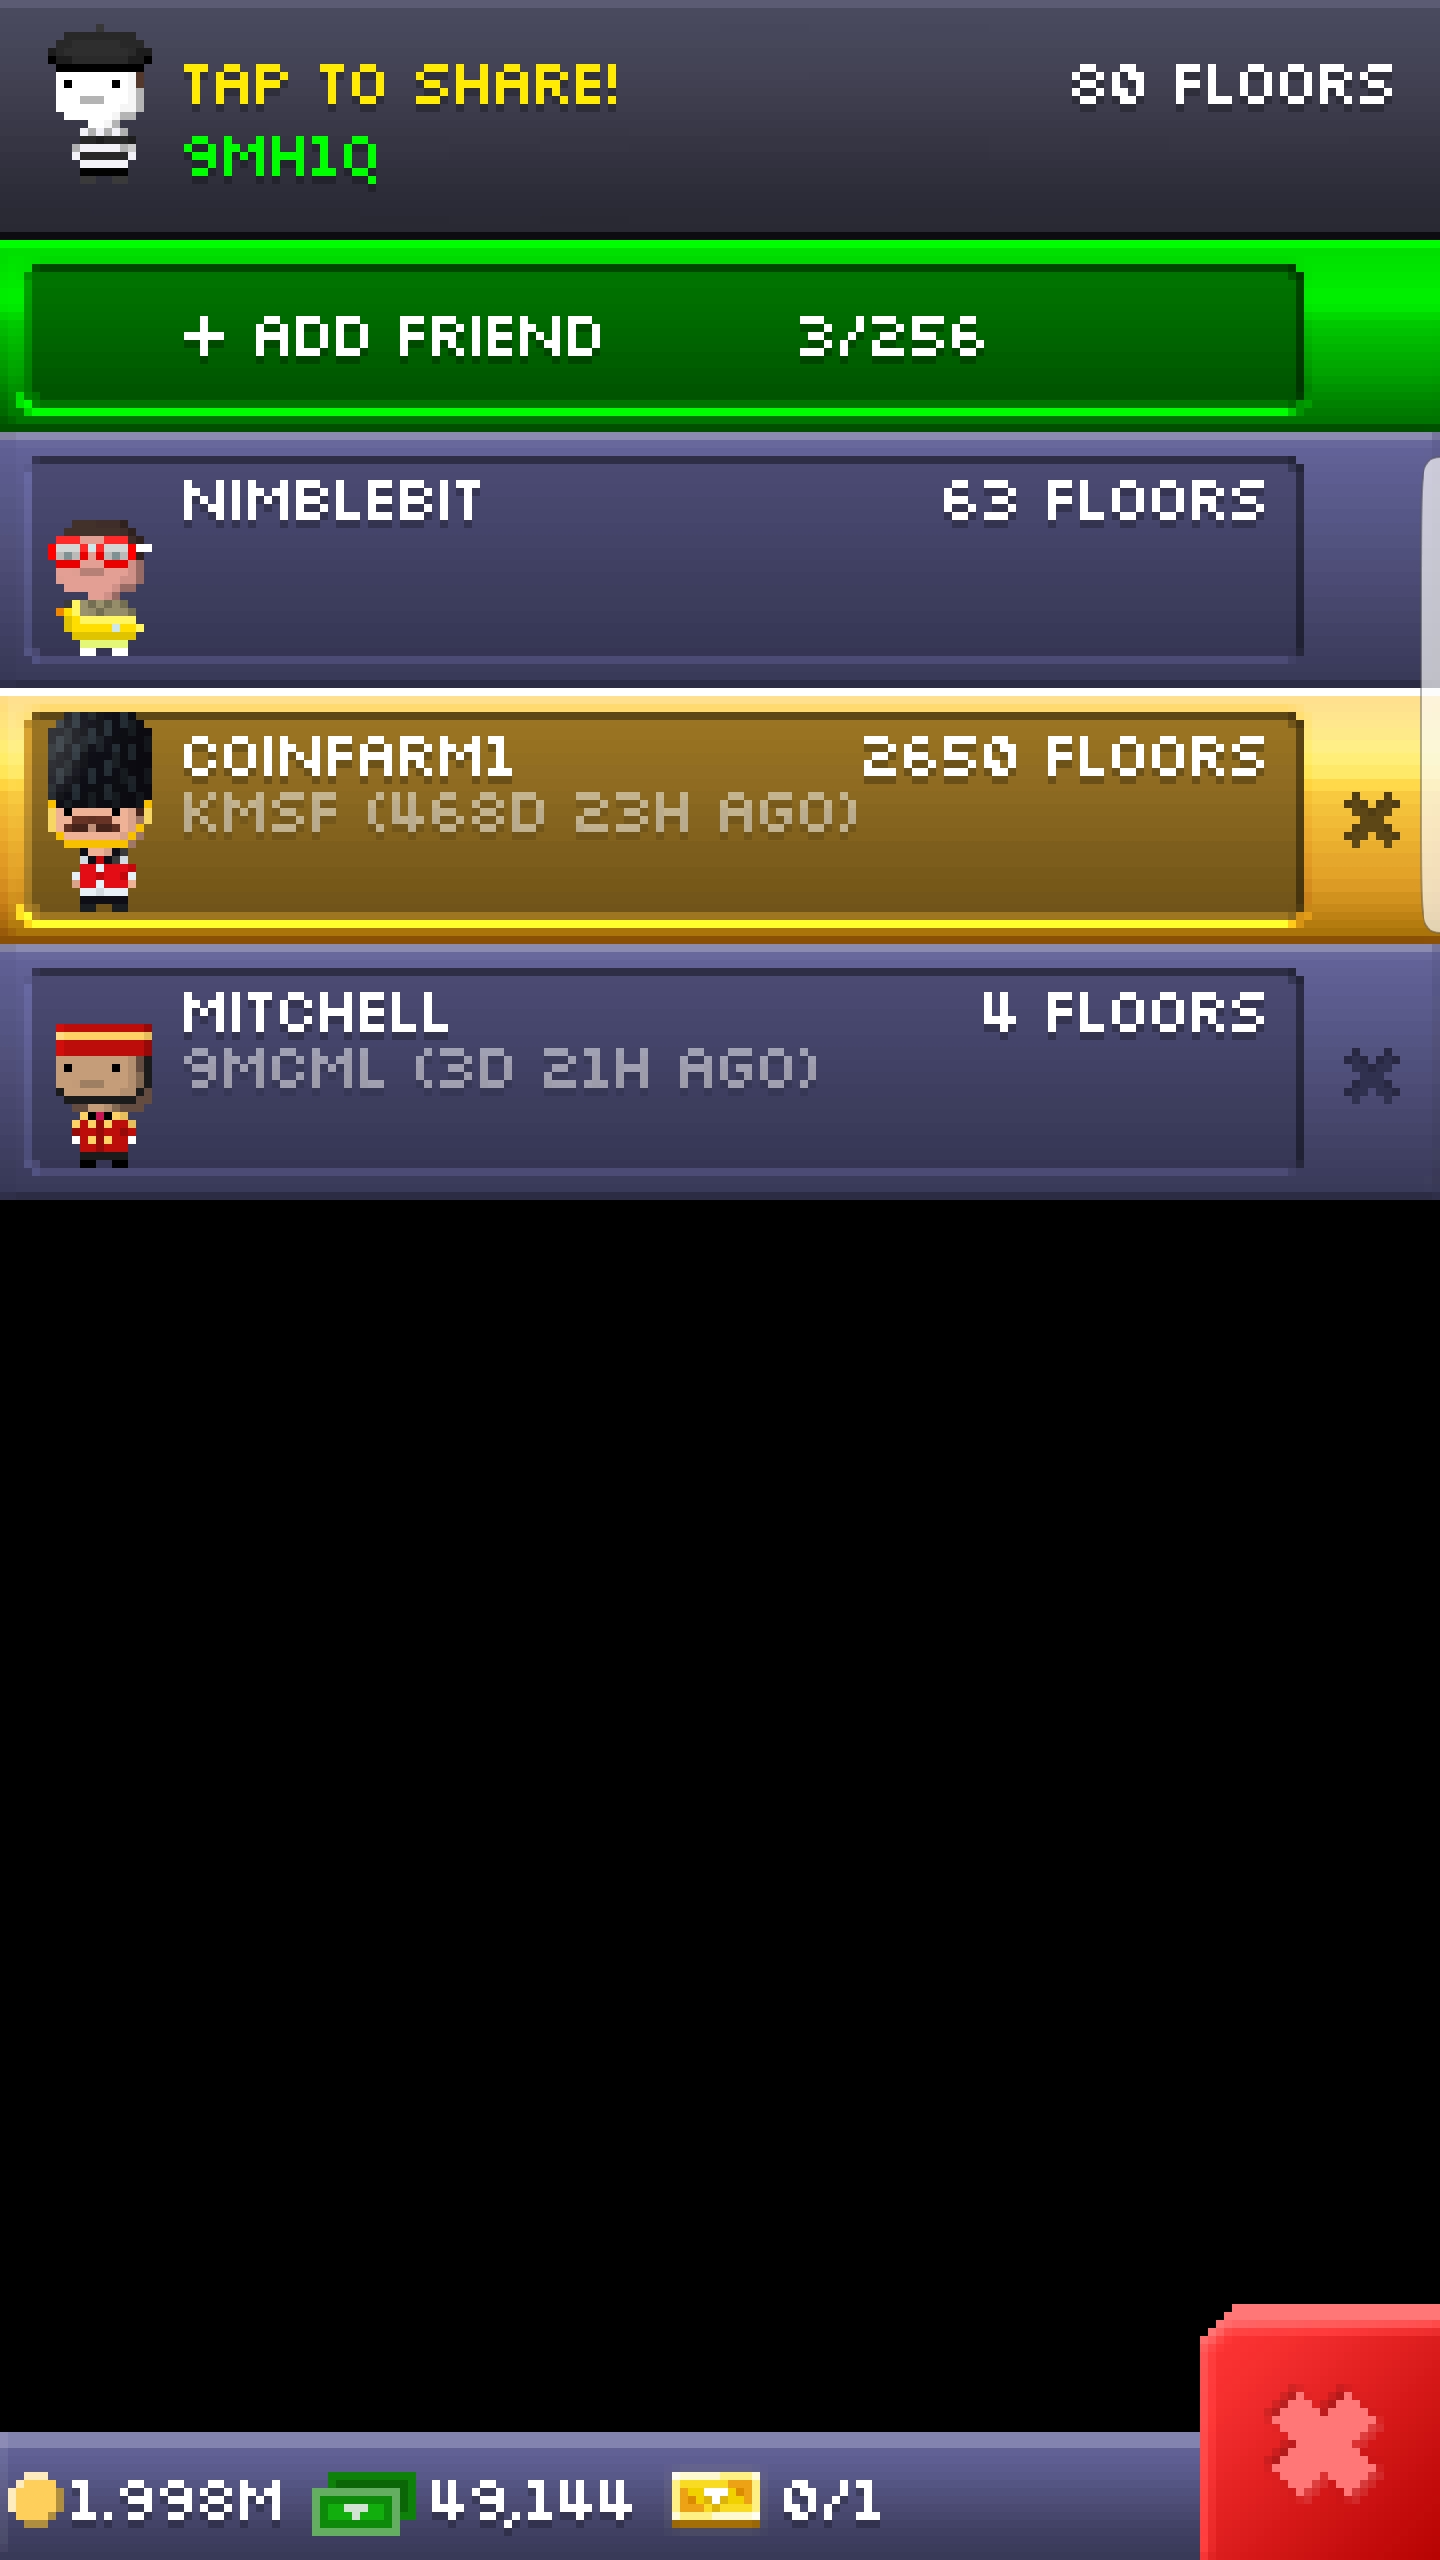 TAP TO SHARE! 80 FLOORS
9MH1Q
+ ADD FRIEND 3/256
NIMBLEBIT 63 FLOORS
COINFARM1 2650 FLOORS
KMSF (468D 23H AGO)
MITCHELL 4 FLOORS
9MCML (3D 21H AGO)
1.998M 49,144 0/1